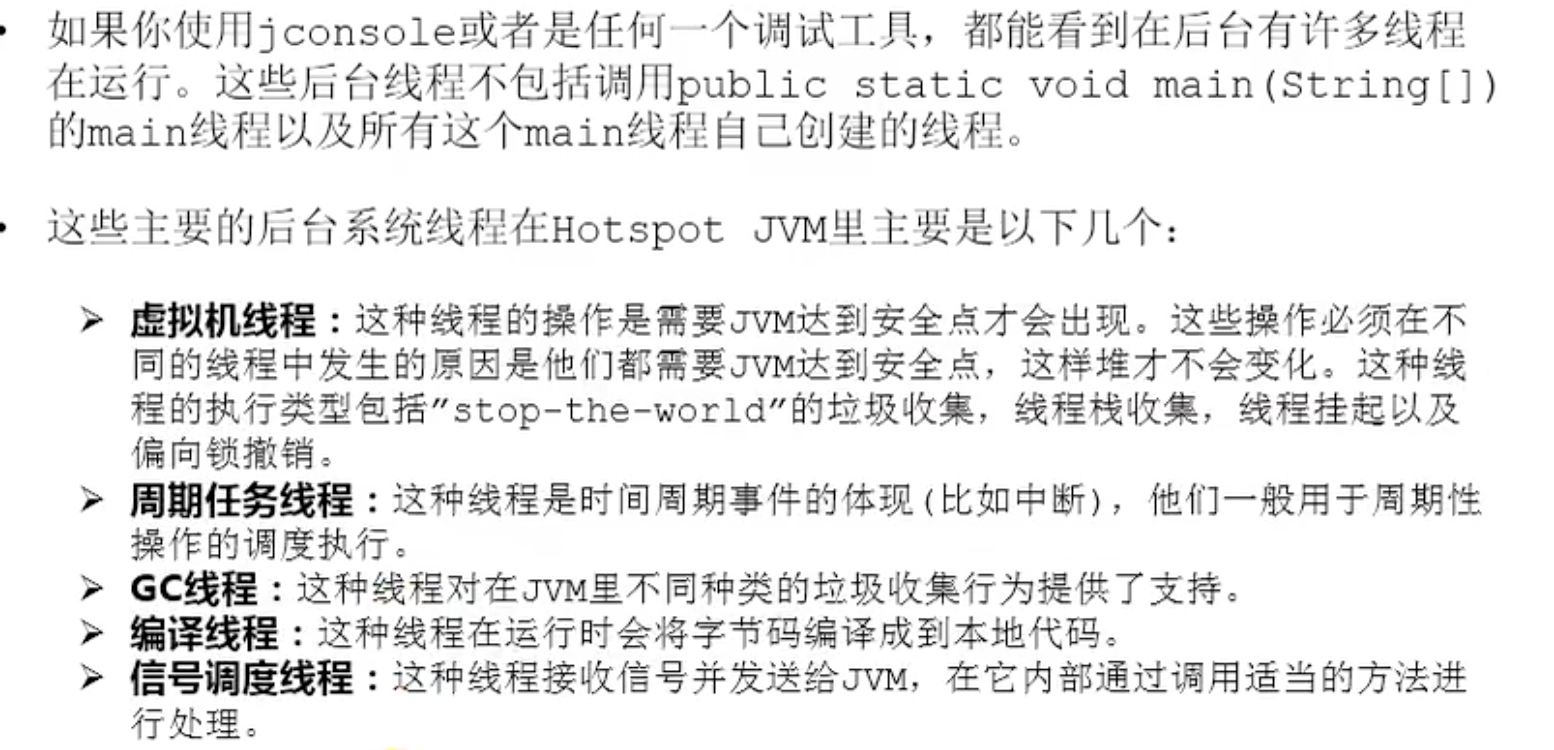 • 如果你使用jconsole或者是任何一个调试工具，都能看到在后台有许多线程
在运行。这些后台线程不包括调用public static void main(String[])
的main线程以及所有这个main线程自己创建的线程。
• 这些主要的后台系统线程在Hotspot JVM里主要是以下几个：
➢ 虚拟机线程：这种线程的操作是需要JVM达到安全点才会出现。这些操作必须在不
同的线程中发生的原因是他们都需要JVM达到安全点，这样堆才不会变化。这种线
程的执行类型包括"stop-the-world"的垃圾收集，线程栈收集，线程挂起以及
偏向锁撤销。
➢ 周期任务线程：这种线程是时间周期事件的体现(比如中断)，他们一般用于周期性
操作的调度执行。
➢ GC线程：这种线程对在JVM里不同种类的垃圾收集行为提供了支持。
➢ 编译线程：这种线程在运行时会将字节码编译成到本地代码。
➢ 信号调度线程：这种线程接收信号并发送给JVM，在它内部通过调用适当的方法进
行处理。